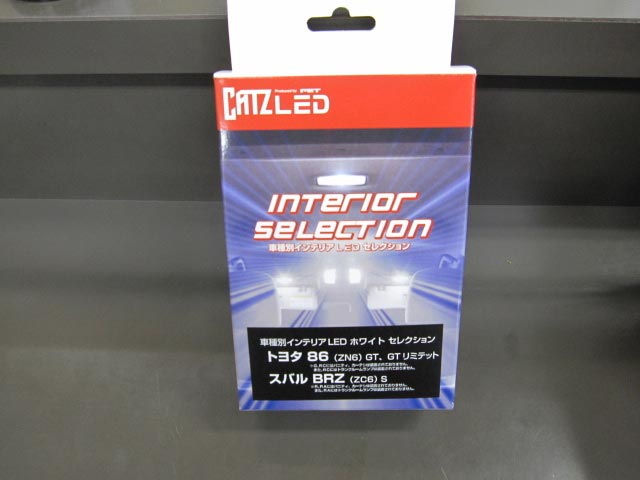 CATZ LED
Powered by FET
INTERIOR
SELECTION
車種別インテリアLED セレクション
車種別インテリアLED ホワイト セレクション
トヨタ 86 (ZN6) GT、GTリミテット
スバル BRZ (ZC6) S